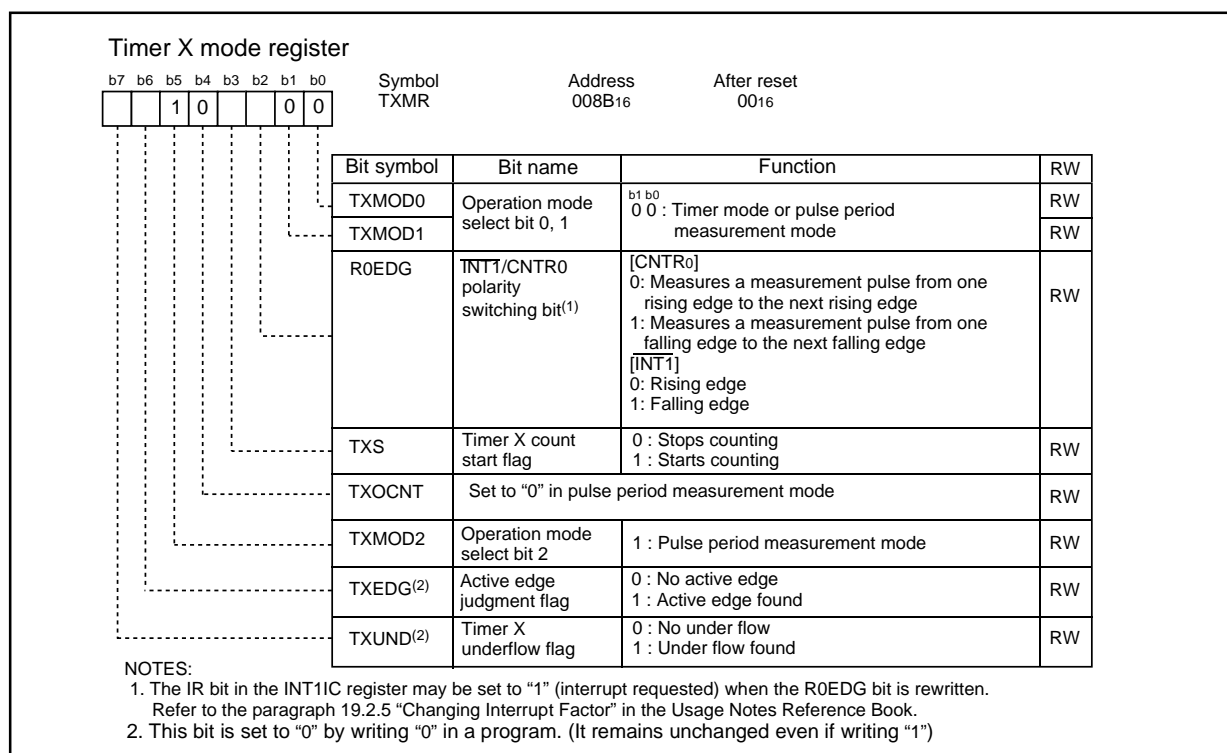 Timer X mode register
b7 b6 b5 b4 b3 b2 b1 b0 Symbol Address After reset
1 0 0 0 TXMR 008B16 0016
Bit symbol Bit name Function RW
TXMOD0 Operation mode select bit 0, 1 b1 b0 RW
0 0 : Timer mode or pulse period
TXMOD1 measurement mode RW
R0EDG INT1/CNTR0 [CNTR0] RW
polarity 0: Measures a measurement pulse from one
switching bit(1) rising edge to the next rising edge
1: Measures a measurement pulse from one
falling edge to the next falling edge
[INT1]
0: Rising edge
1: Falling edge
TXS Timer X count 0 : Stops counting RW
start flag 1 : Starts counting
TXOCNT Set to “0” in pulse period measurement mode RW
TXMOD2 Operation mode 1 : Pulse period measurement mode RW
select bit 2
TXEDG(2) Active edge 0 : No active edge RW
judgment flag 1 : Active edge found
TXUND(2) Timer X 0 : No under flow RW
underflow flag 1 : Under flow found
NOTES:
1. The IR bit in the INT1IC register may be set to “1” (interrupt requested) when the R0EDG bit is rewritten.
Refer to the paragraph 19.2.5 “Changing Interrupt Factor” in the Usage Notes Reference Book.
2. This bit is set to “0” by writing “0” in a program. (It remains unchanged even if writing “1”)